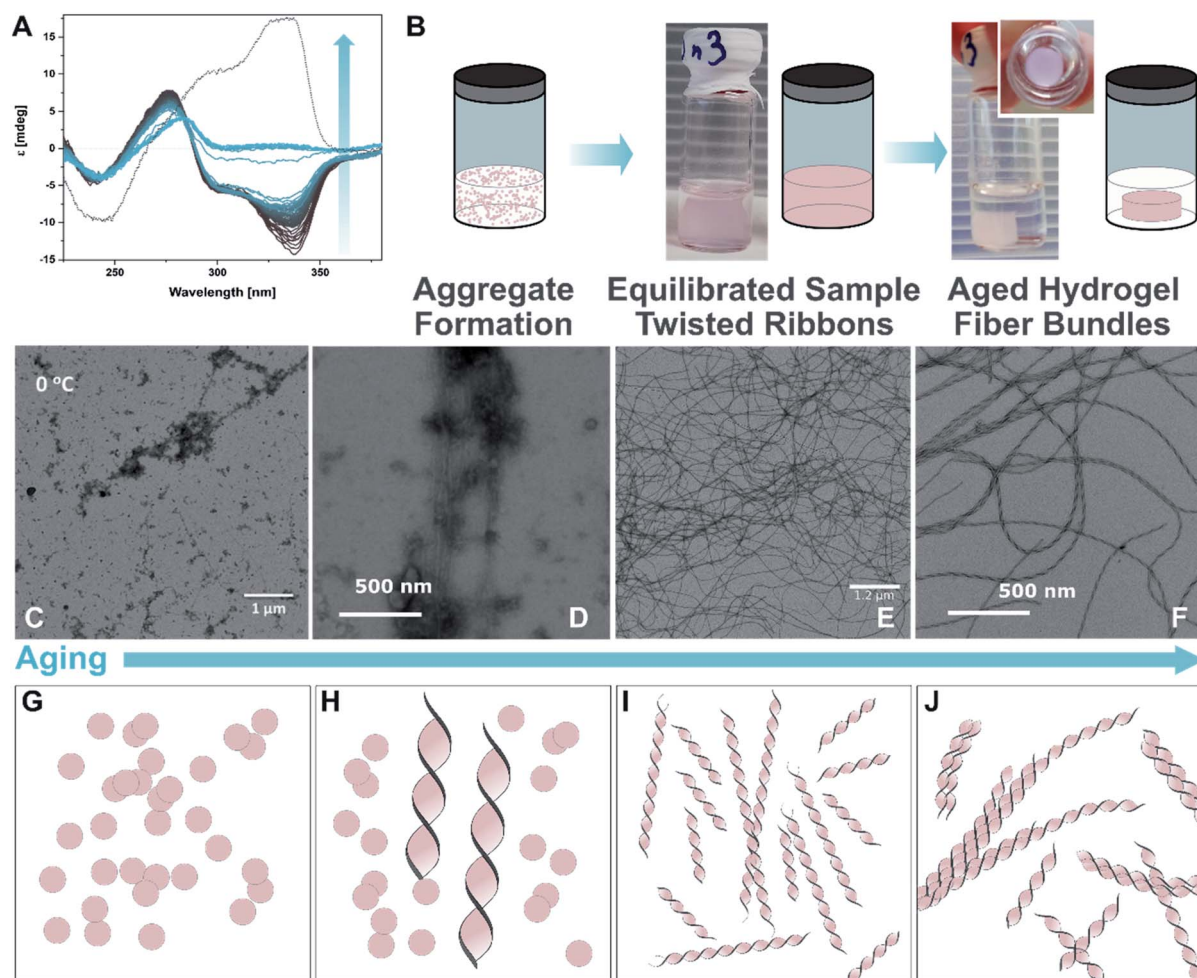 A
ε [mdeg]
15
10
5
0
-5
-10
-15
250
300
350
Wavelength [nm]
B
3
3
Aggregate
Formation
Equilibrated Sample
Twisted Ribbons
Aged Hydrogel
Fiber Bundles
0 °C
1 μm
C
500 nm
D
1.2 μm
E
500 nm
F
Aging
G
H
I
J